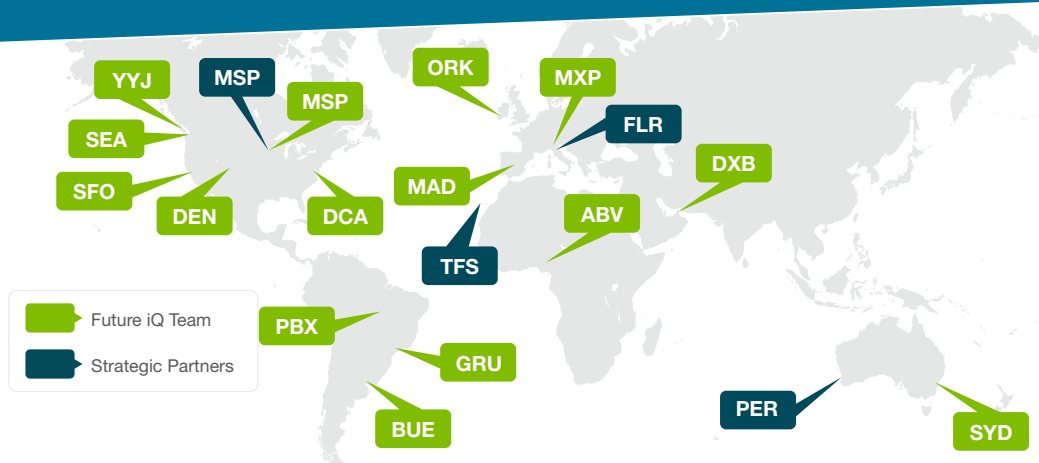 YYJ
MSP
MSP
ORK
MXP
SEA
FLR
SFO
DEN
DCA
MAD
DXB
ABV
TFS
Future iQ Team
Strategic Partners
PBX
GRU
BUE
PER
SYD